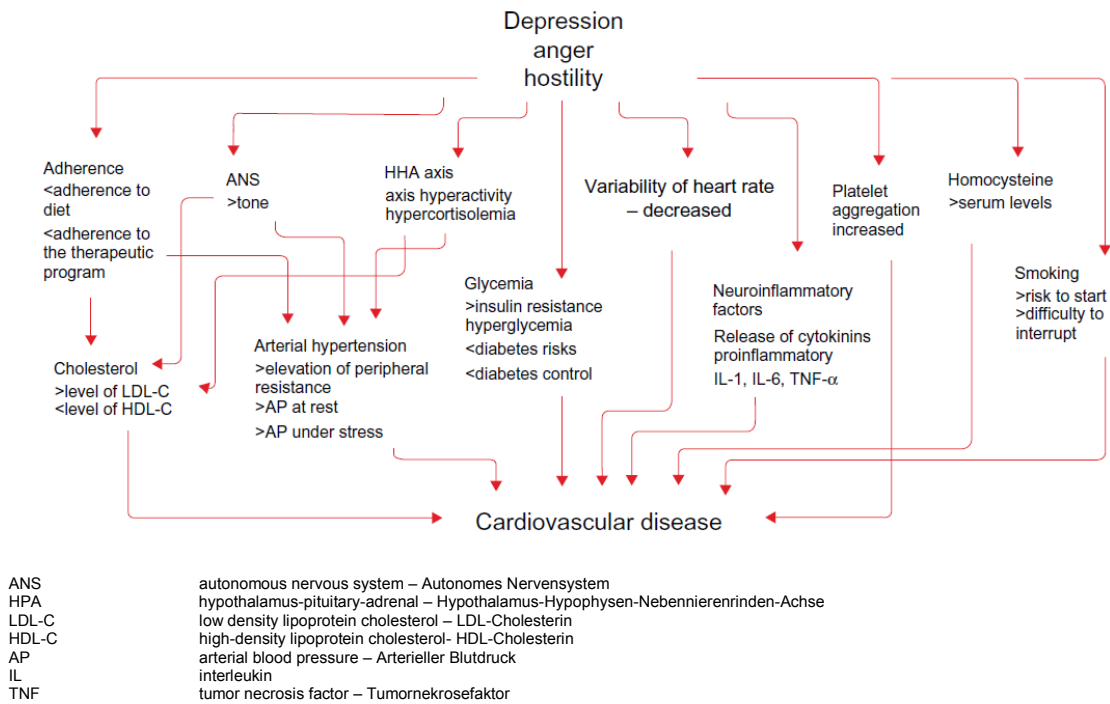 Depression
anger
hostility
Adherence
<adherence to
diet
<adherence to
the therapeutic
program
ANS
>tone
HHA axis
axis hyperactivity
hypercortisolemia
Variability of heart rate
– decreased
Platelet
aggregation
increased
Homocysteine
>serum levels
Glycemia
>insulin resistance
hyperglycemia
<diabetes risks
<diabetes control
Neuroinflammatory
factors
Release of cytokinins
proinflammatory
IL-1, IL-6, TNF-α
Smoking
>risk to start
>difficulty to
interrupt
Cholesterol
>level of LDL-C
<level of HDL-C
Arterial hypertension
>elevation of peripheral
resistance
>AP at rest
>AP under stress
Cardiovascular disease
ANS autonomous nervous system – Autonomes Nervensystem
HPA hypothalamus-pituitary-adrenal – Hypothalamus-Hypophysen-Nebennierenrinden-Achse
LDL-C low density lipoprotein cholesterol – LDL-Cholesterin
HDL-C high-density lipoprotein cholesterol- HDL-Cholesterin
AP arterial blood pressure – Arterieller Blutdruck
IL interleukin
TNF tumor necrosis factor – Tumornekrosefaktor